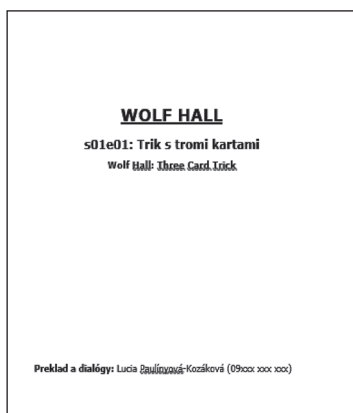 WOLF HALL
s01e01: Trik s tromi kartami
Wolf Hall: Three Card Trick
Preklad a dialógy: Lucia Paulínyová-Kozáková (09xxx xxx xxx)